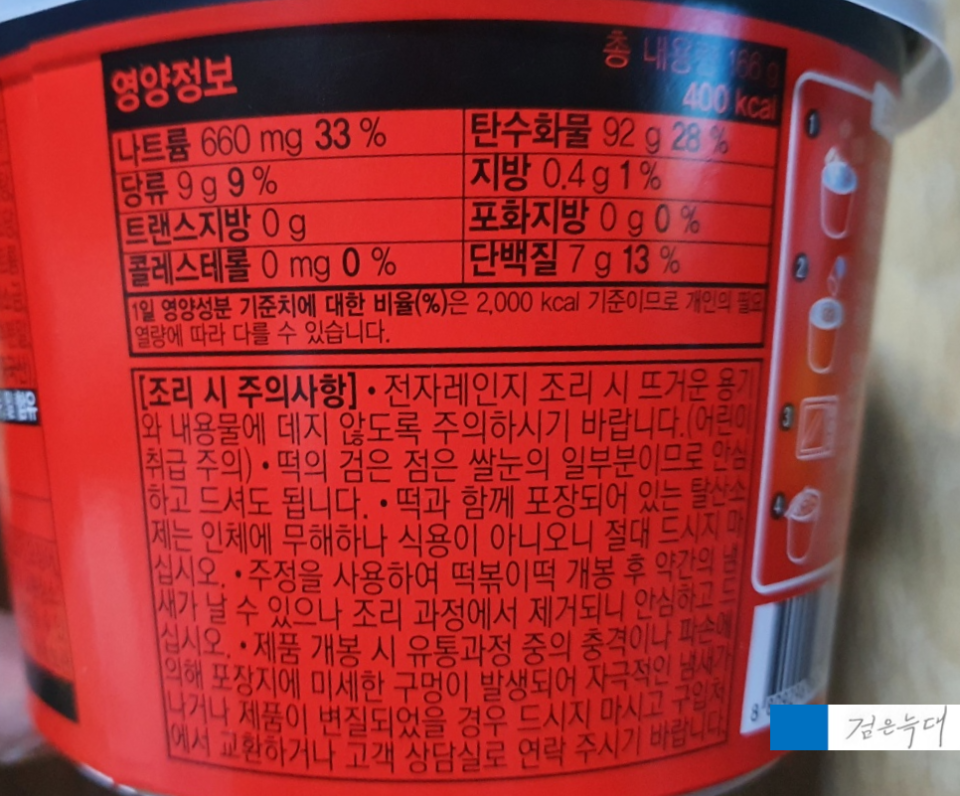 영양정보
총 내용량 168 g
400 kcal
나트륨 660 mg 33 %
탄수화물 92 g 28 %
당류 9 g 9 %
지방 0.4 g 1 %
트랜스지방 0 g
포화지방 0 g 0 %
콜레스테롤 0 mg 0 %
단백질 7 g 13 %
1일 영양성분 기준치에 대한 비율(%)은 2,000 kcal 기준이므로 개인의 필요
열량에 따라 다를 수 있습니다.
[조리 시 주의사항] • 전자레인지 조리 시 뜨거운 용기
와 내용물에 데지 않도록 주의하시기 바랍니다.(어린이
취급 주의) • 떡의 검은 점은 쌀눈의 일부분이므로 안심
하고 드셔도 됩니다. • 떡과 함께 포장되어 있는 탈산소
제는 인체에 무해하나 식용이 아니오니 절대 드시지 마
십시오. • 주정을 사용하여 떡볶이떡 개봉 후 약간의 냄
새가 날 수 있으나 조리 과정에서 제거되니 안심하고 드
십시오. • 제품 개봉 시 유통과정 중의 충격이나 파손에
의해 포장지에 미세한 구멍이 발생되어 자극적인 냄새가
나거나 제품이 변질되었을 경우 드시지 마시고 구입처
에서 교환하거나 고객 상담실로 연락 주시기 바랍니다.
1
2
3
4
검은늑대